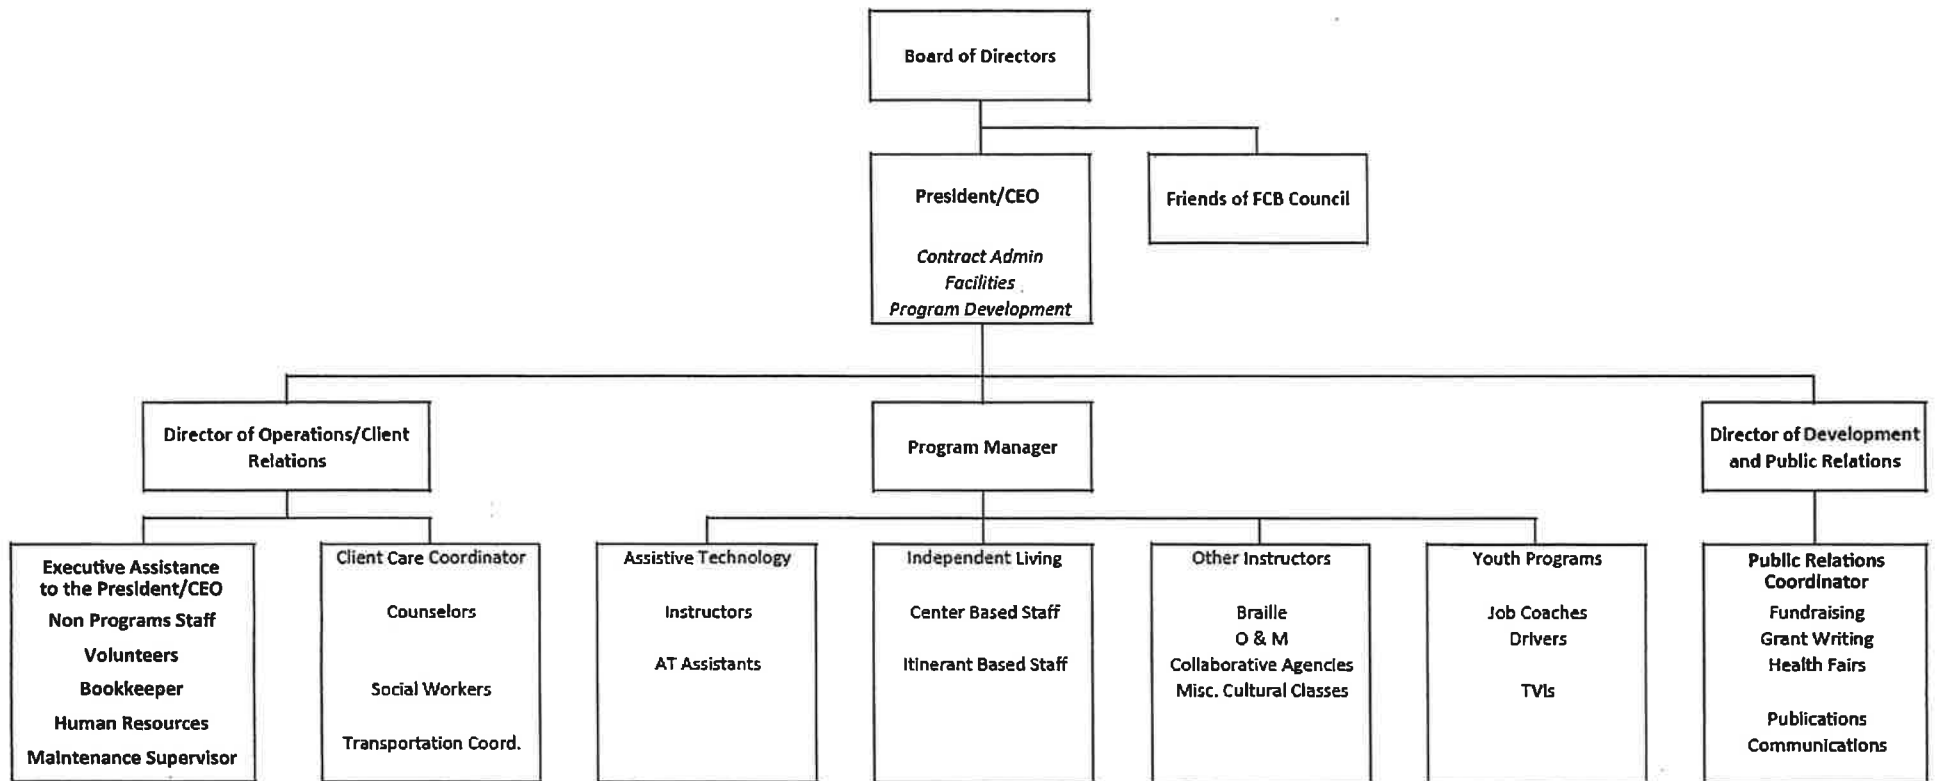 Board of Directors
President/CEO
Contract Admin
Facilities
Program Development
Friends of FCB Council
Director of Operations/Client
Relations
Program Manager
Director of Development
and Public Relations
Executive Assistance
to the President/CEO
Non Programs Staff
Volunteers
Bookkeeper
Human Resources
Maintenance Supervisor
Client Care Coordinator
Counselors
Social Workers
Transportation Coord.
Assistive Technology
Instructors
AT Assistants
Independent Living
Center Based Staff
Itinerant Based Staff
Other Instructors
Braille
O & M
Collaborative Agencies
Misc. Cultural Classes
Youth Programs
Job Coaches
Drivers
TVIs
Public Relations
Coordinator
Fundraising
Grant Writing
Health Fairs
Publications
Communications